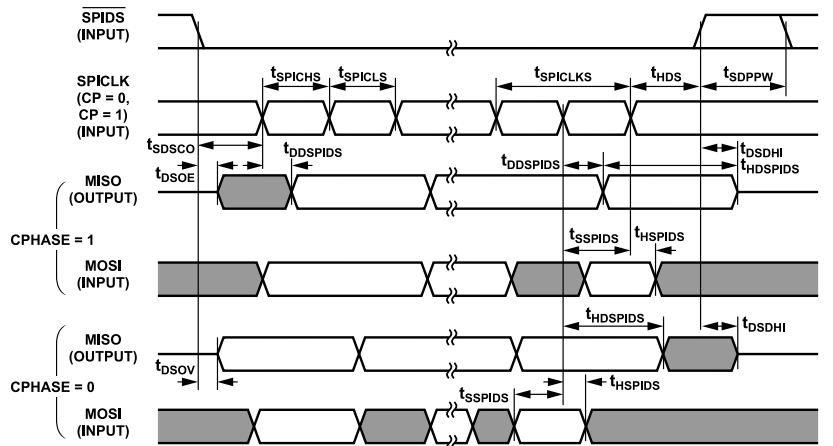 SPIDS
(INPUT)
tSPICHS tSPICLS tSPICLKS tHDS tSDPPW
SPICLK
(CP = 0,
CP = 1)
(INPUT)
tSDSCO tDDSPIDS tDDSPIDS tDSDHI
tDSOE tHDSPIDS
MISO
(OUTPUT)
CPHASE = 1
tSSPIDS tHSPIDS
MOSI
(INPUT)
tHDSPIDS tDSDHI
MISO
(OUTPUT)
tDSOV
CPHASE = 0
tSSPIDS tHSPIDS
MOSI
(INPUT)